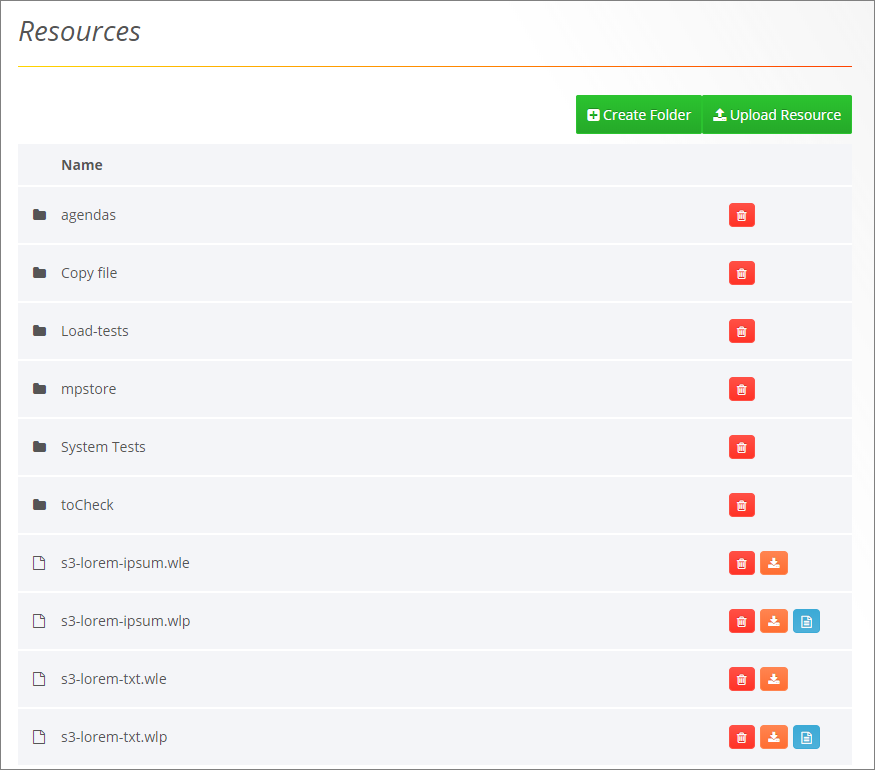 Resources
Create Folder Upload Resource
Name
agendas
Copy file
Load-tests
mpstore
System Tests
toCheck
s3-lorem-ipsum.wle
s3-lorem-ipsum.wlp
s3-lorem-txt.wle
s3-lorem-txt.wlp